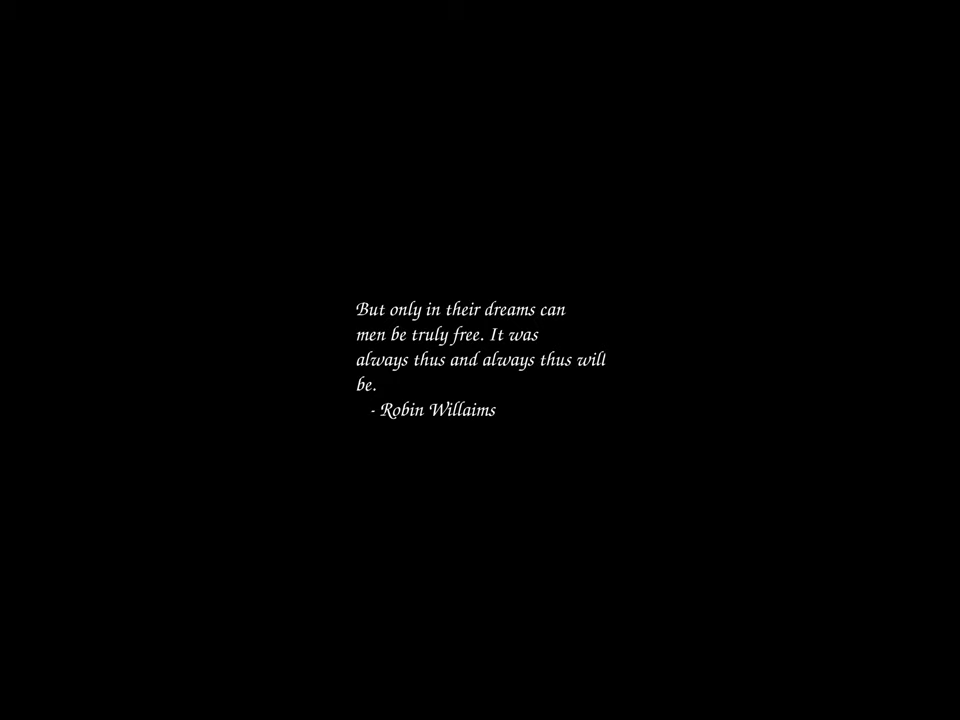 But only in their dreams can
men be truly free. It was
always thus and always thus will
be.
- Robin Willaims